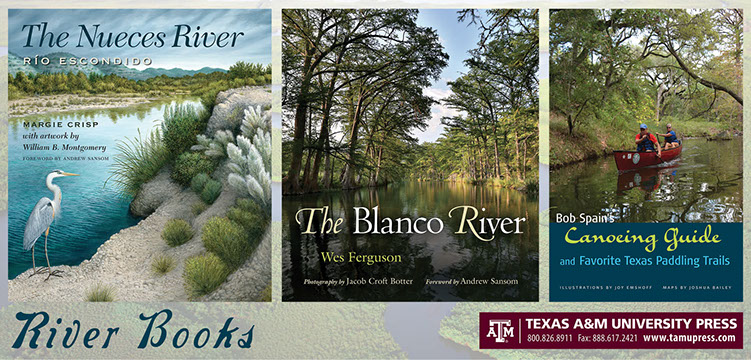 The Nueces River
RÍO ESCONDIDO
MARGIE CRISP
with artwork by
William B. Montgomery
FOREWORD BY ANDREW SANSOM
The Blanco River
Wes Ferguson
Photography by Jacob Croft Botter Foreword by Andrew Sansom
Bob Spain's
Canoeing Guide
and Favorite Texas Paddling Trails
ILLUSTRATIONS BY JOY EMSHOFF MAPS BY JOSHUA BAILEY
River Books
ATM TEXAS A&M UNIVERSITY PRESS
800.826.8911 Fax: 888.617.2421 www.tamupress.com